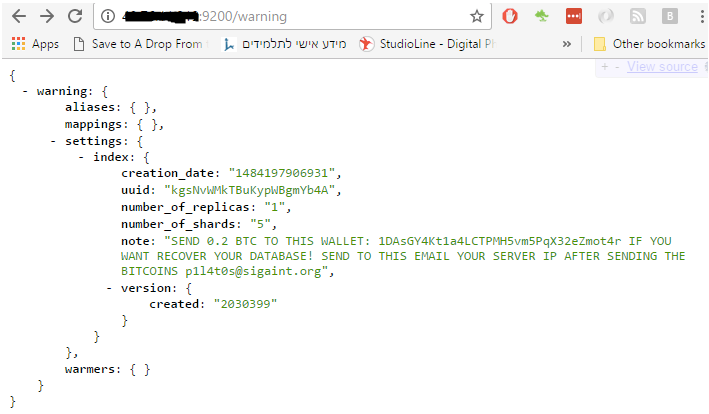 :9200/warning
Apps Save to A Drop From מידע אישי לתלמידים StudioLine - Digital Ph » Other bookmarks
+ - View source
{
- warning: {
aliases: { },
mappings: { },
- settings: {
- index: {
creation_date: "1484197906931",
uuid: "kgsNvWMkTBuKypWBgmYb4A",
number_of_replicas: "1",
number_of_shards: "5",
note: "SEND 0.2 BTC TO THIS WALLET: 1DAsGY4Kt1a4LCTPMH5vm5PqX32eZmot4r IF YOU
WANT RECOVER YOUR DATABASE! SEND TO THIS EMAIL YOUR SERVER IP AFTER SENDING THE
BITCOINS p1l4t0s@sigaint.org",
- version: {
created: "2030399"
}
}
},
warmers: { }
}
}